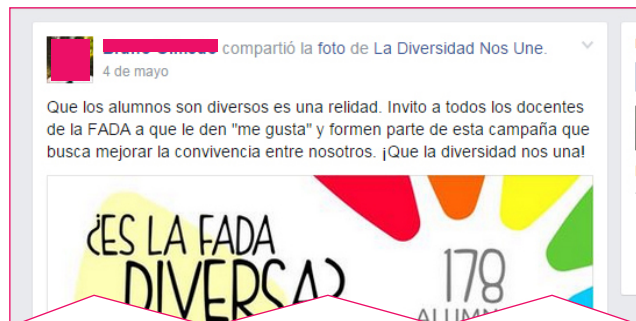 compartió la foto de La Diversidad Nos Une.
4 de mayo
Que los alumnos son diversos es una relidad. Invito a todos los docentes
de la FADA a que le den "me gusta" y formen parte de esta campaña que
busca mejorar la convivencia entre nosotros. ¡Que la diversidad nos una!
¿ES LA FADA
DIVERSA?
178
ALUMN